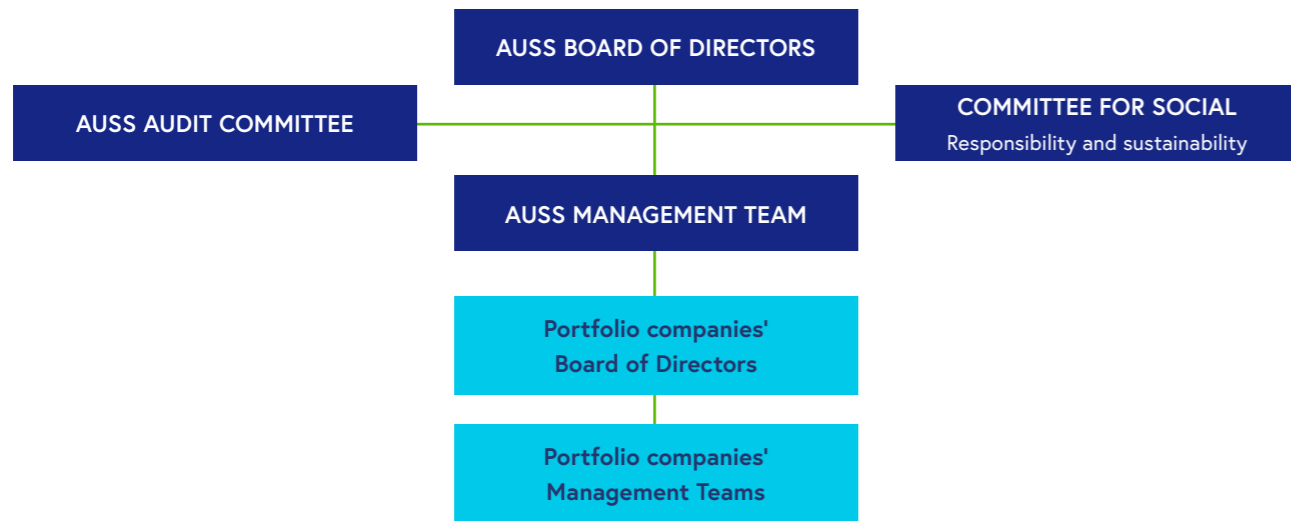 AUSS BOARD OF DIRECTORS
AUSS AUDIT COMMITTEE
COMMITTEE FOR SOCIAL
Responsibility and sustainability
AUSS MANAGEMENT TEAM
Portfolio companies'
Board of Directors
Portfolio companies'
Management Teams